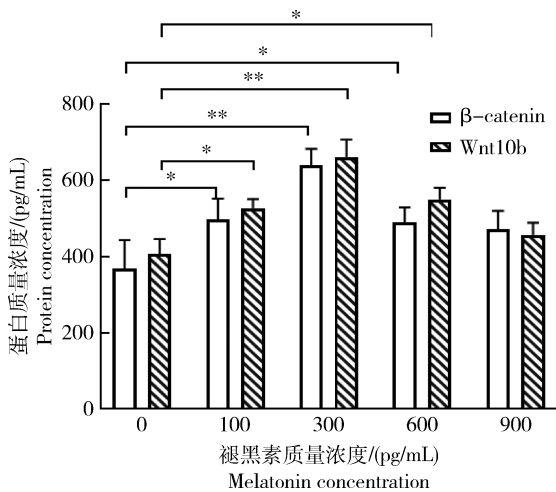 *
*
**
**
*
*
800
600
400
200
0
β-catenin
Wnt10b
蛋白质量浓度/(pg/mL)
Protein concentration
0 100 300 600 900
褪黑素质量浓度/(pg/mL)
Melatonin concentration